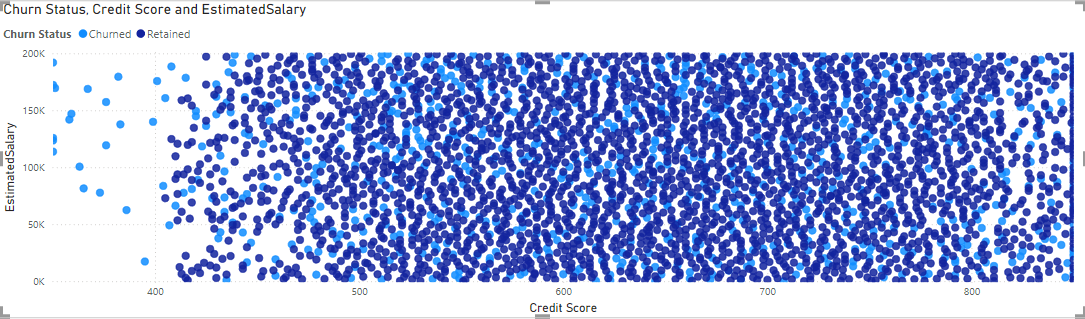 Churn Status, Credit Score and EstimatedSalary
Churn Status Churned Retained
200K
150K
100K
50K
0K
EstimatedSalary
400 500 600 700 800
Credit Score